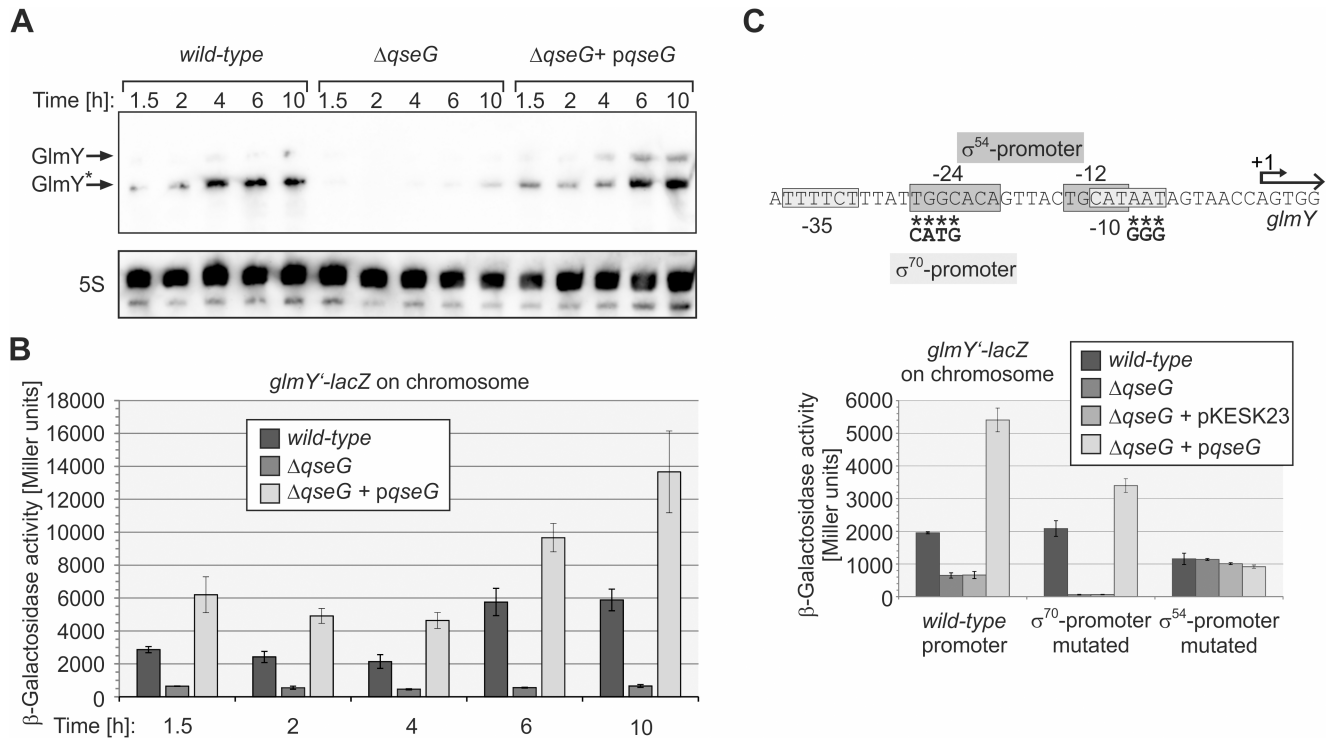 A
wild-type ΔqseG ΔqseG+ pqseG
Time [h]: 1.5 2 4 6 10 1.5 2 4 6 10 1.5 2 4 6 10
GlmY
GlmY*
5S
B
glmY‘-lacZ on chromosome
β-Galactosidase activity [Miller units]
18000
16000
14000
12000
10000
8000
6000
4000
2000
0
wild-type
ΔqseG
ΔqseG + pqseG
Time [h]: 1.5 2 4 6 10
C
σ54-promoter
-24 -12 +1
ATTTTCTTTATTGGCACAGTTACTGCATAATAGTAACCAGTGG
-35 **** -10 *** glmY
CATG GGG
σ70-promoter
glmY‘-lacZ
on chromosome
wild-type
ΔqseG
ΔqseG + pKESK23
ΔqseG + pqseG
β-Galactosidase activity
[Miller units]
6000
5000
4000
3000
2000
1000
0
wild-type σ70-promoter σ54-promoter
promoter mutated mutated